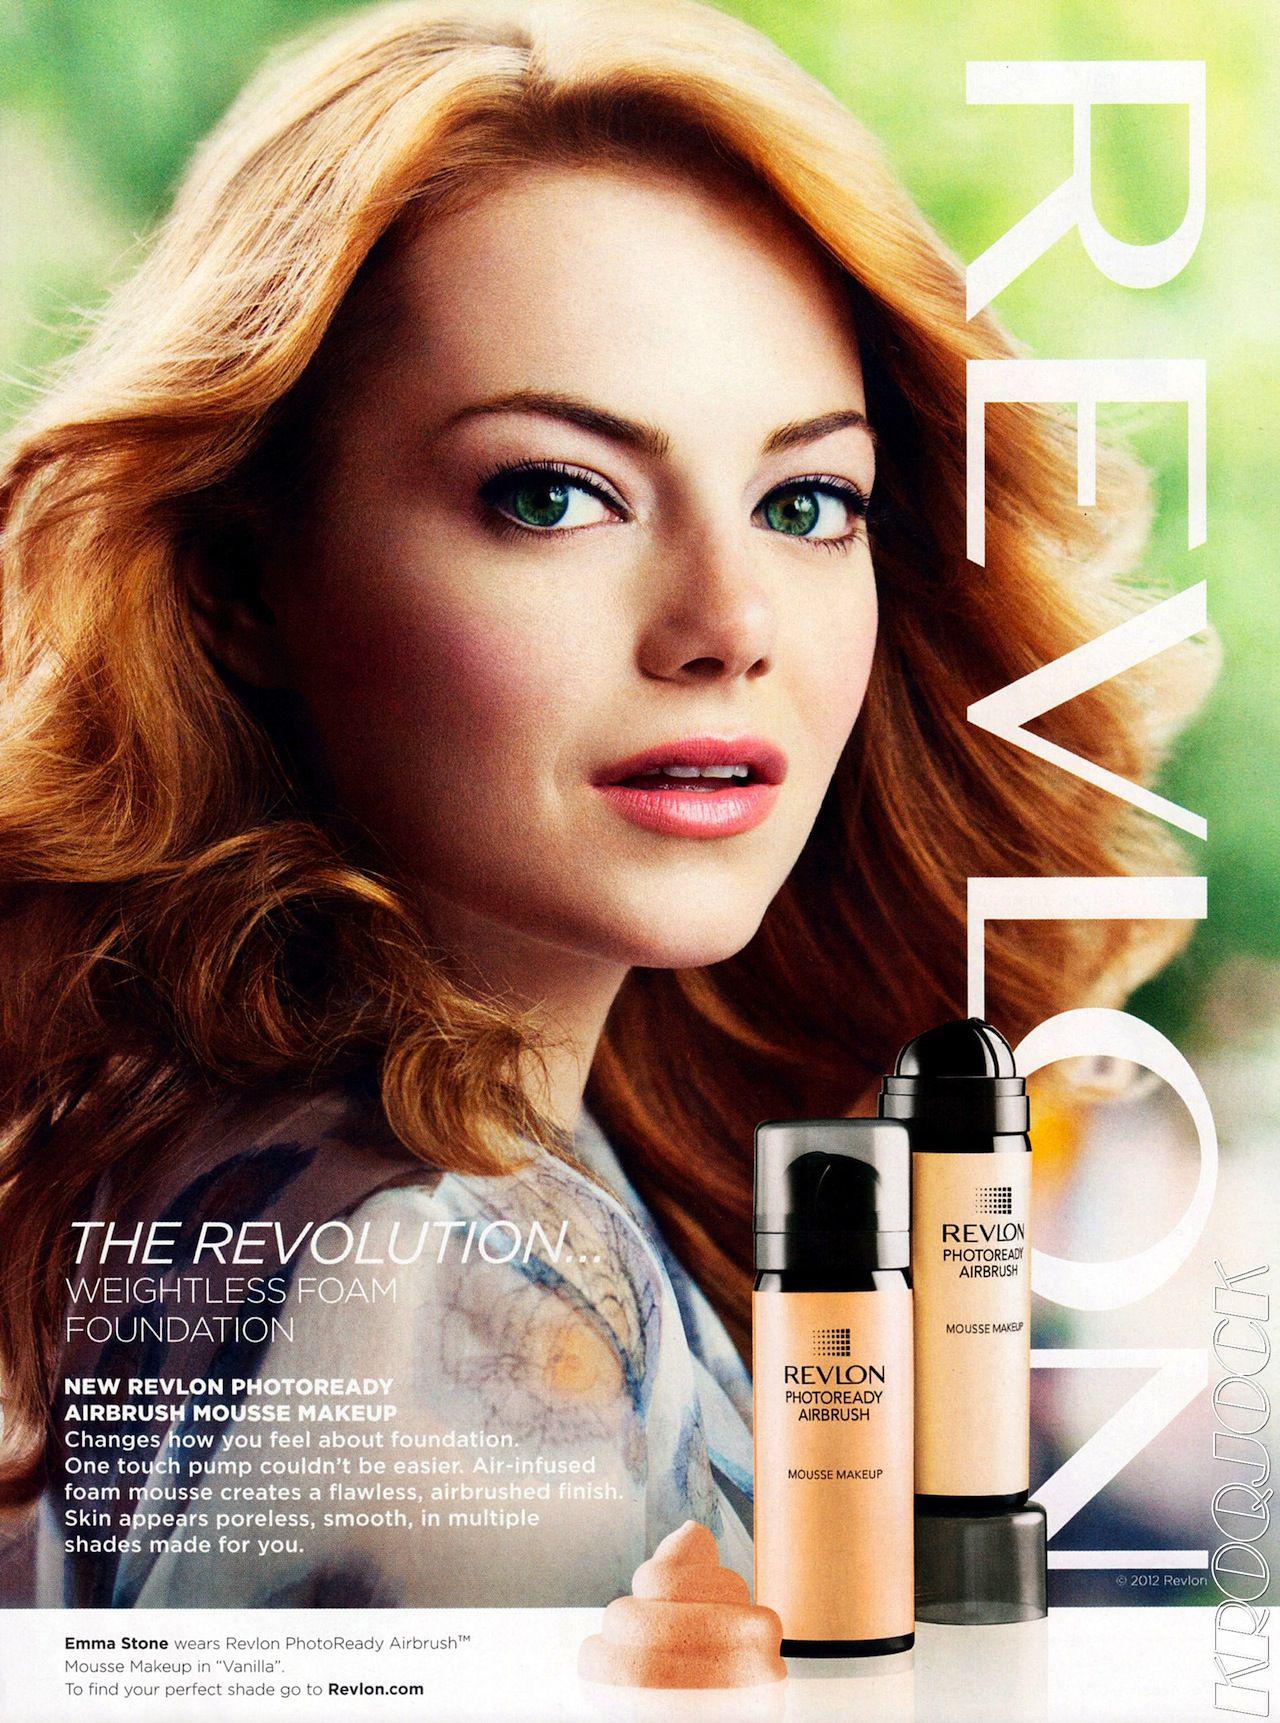 REVLON
THE REVOLUTION...
WEIGHTLESS FOAM
FOUNDATION
NEW REVLON PHOTOREADY
AIRBRUSH MOUSSE MAKEUP
Changes how you feel about foundation.
One touch pump couldn't be easier. Air-infused
foam mousse creates a flawless, airbrushed finish.
Skin appears poreless, smooth, in multiple
shades made for you.
REVLON
PHOTOREADY
AIRBRUSH
MOUSSE MAKEUP
REVLON
PHOTOREADY
AIRBRUSH
MOUSSE MAKEUP
© 2012 Revlon
Emma Stone wears Revlon PhotoReady Airbrush™
Mousse Makeup in “Vanilla”.
To find your perfect shade go to Revlon.com
KROQJOCK